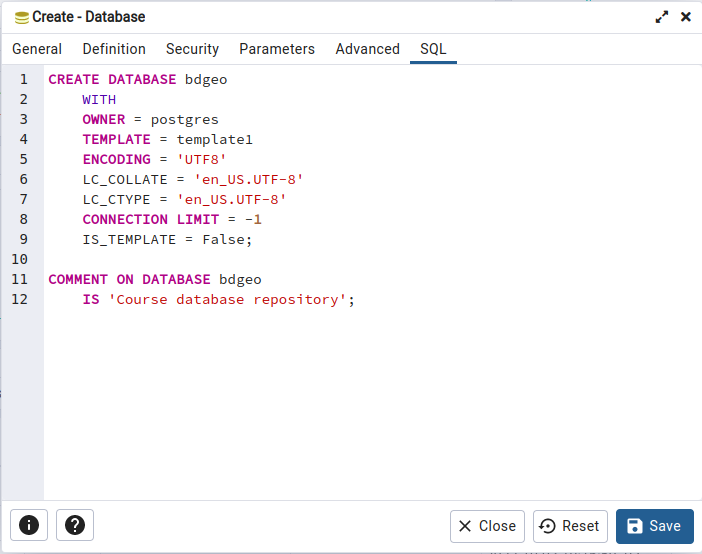 Create - Database
General Definition Security Parameters Advanced SQL
1 CREATE DATABASE bdgeo
2     WITH
3     OWNER = postgres
4     TEMPLATE = template1
5     ENCODING = 'UTF8'
6     LC_COLLATE = 'en_US.UTF-8'
7     LC_CTYPE = 'en_US.UTF-8'
8     CONNECTION LIMIT = -1
9     IS_TEMPLATE = False;
10
11 COMMENT ON DATABASE bdgeo
12     IS 'Course database repository';
Close Reset Save